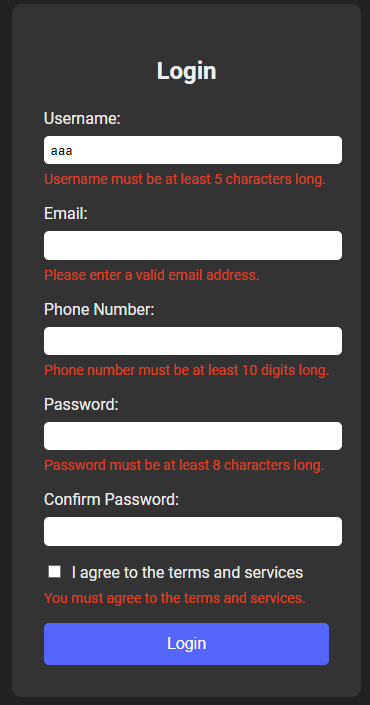 Login
Username:
aaa
Username must be at least 5 characters long.
Email:
Please enter a valid email address.
Phone Number:
Phone number must be at least 10 digits long.
Password:
Password must be at least 8 characters long.
Confirm Password:
I agree to the terms and services
You must agree to the terms and services.
Login